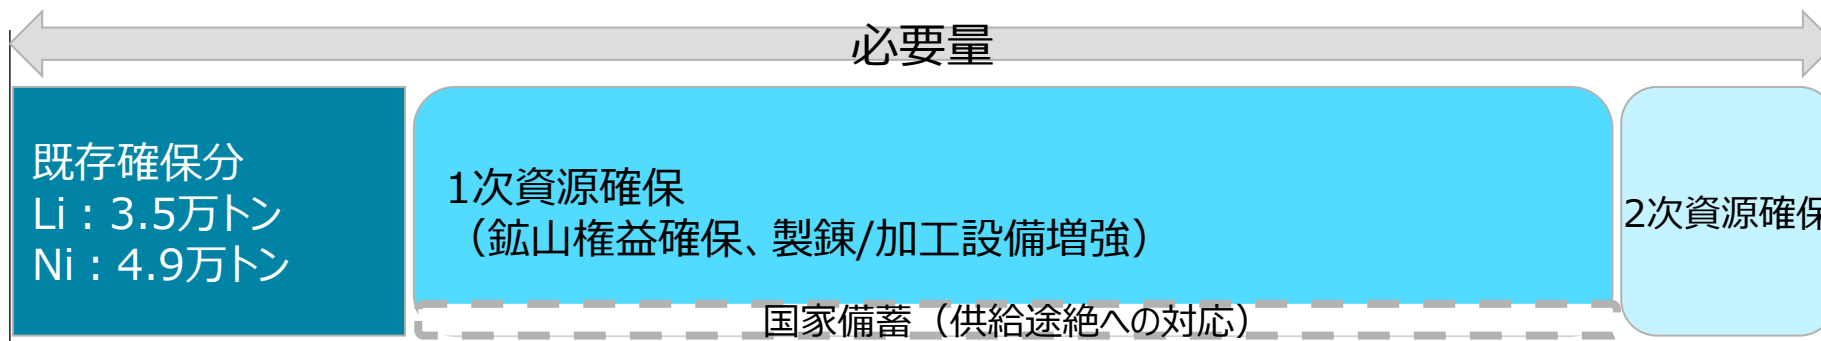 必要量
既存確保分
Li：3.5万トン
Ni：4.9万トン
1次資源確保
（鉱山権益確保、製錬/加工設備増強）
2次資源確保
国家備蓄（供給途絶への対応）